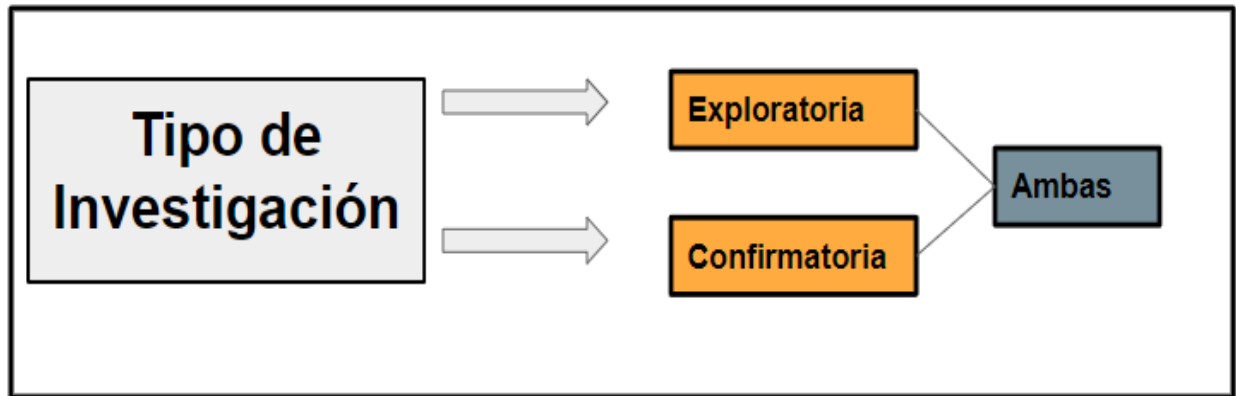 Tipo de
Investigación
Exploratoria
Confirmatoria
Ambas